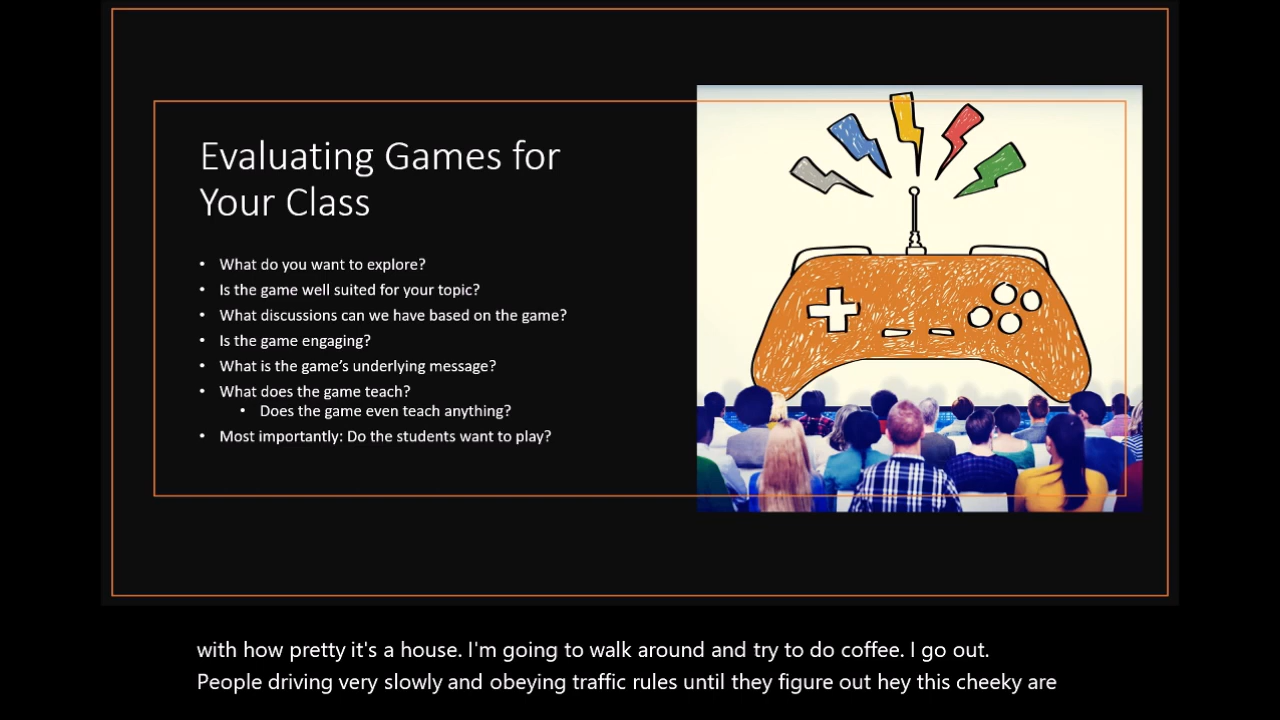 Evaluating Games for
Your Class
• What do you want to explore?
• Is the game well suited for your topic?
• What discussions can we have based on the game?
• Is the game engaging?
• What is the game's underlying message?
• What does the game teach?
• Does the game even teach anything?
• Most importantly: Do the students want to play?
with how pretty it's a house. I'm going to walk around and try to do coffee. I go out.
People driving very slowly and obeying traffic rules until they figure out hey this cheeky are